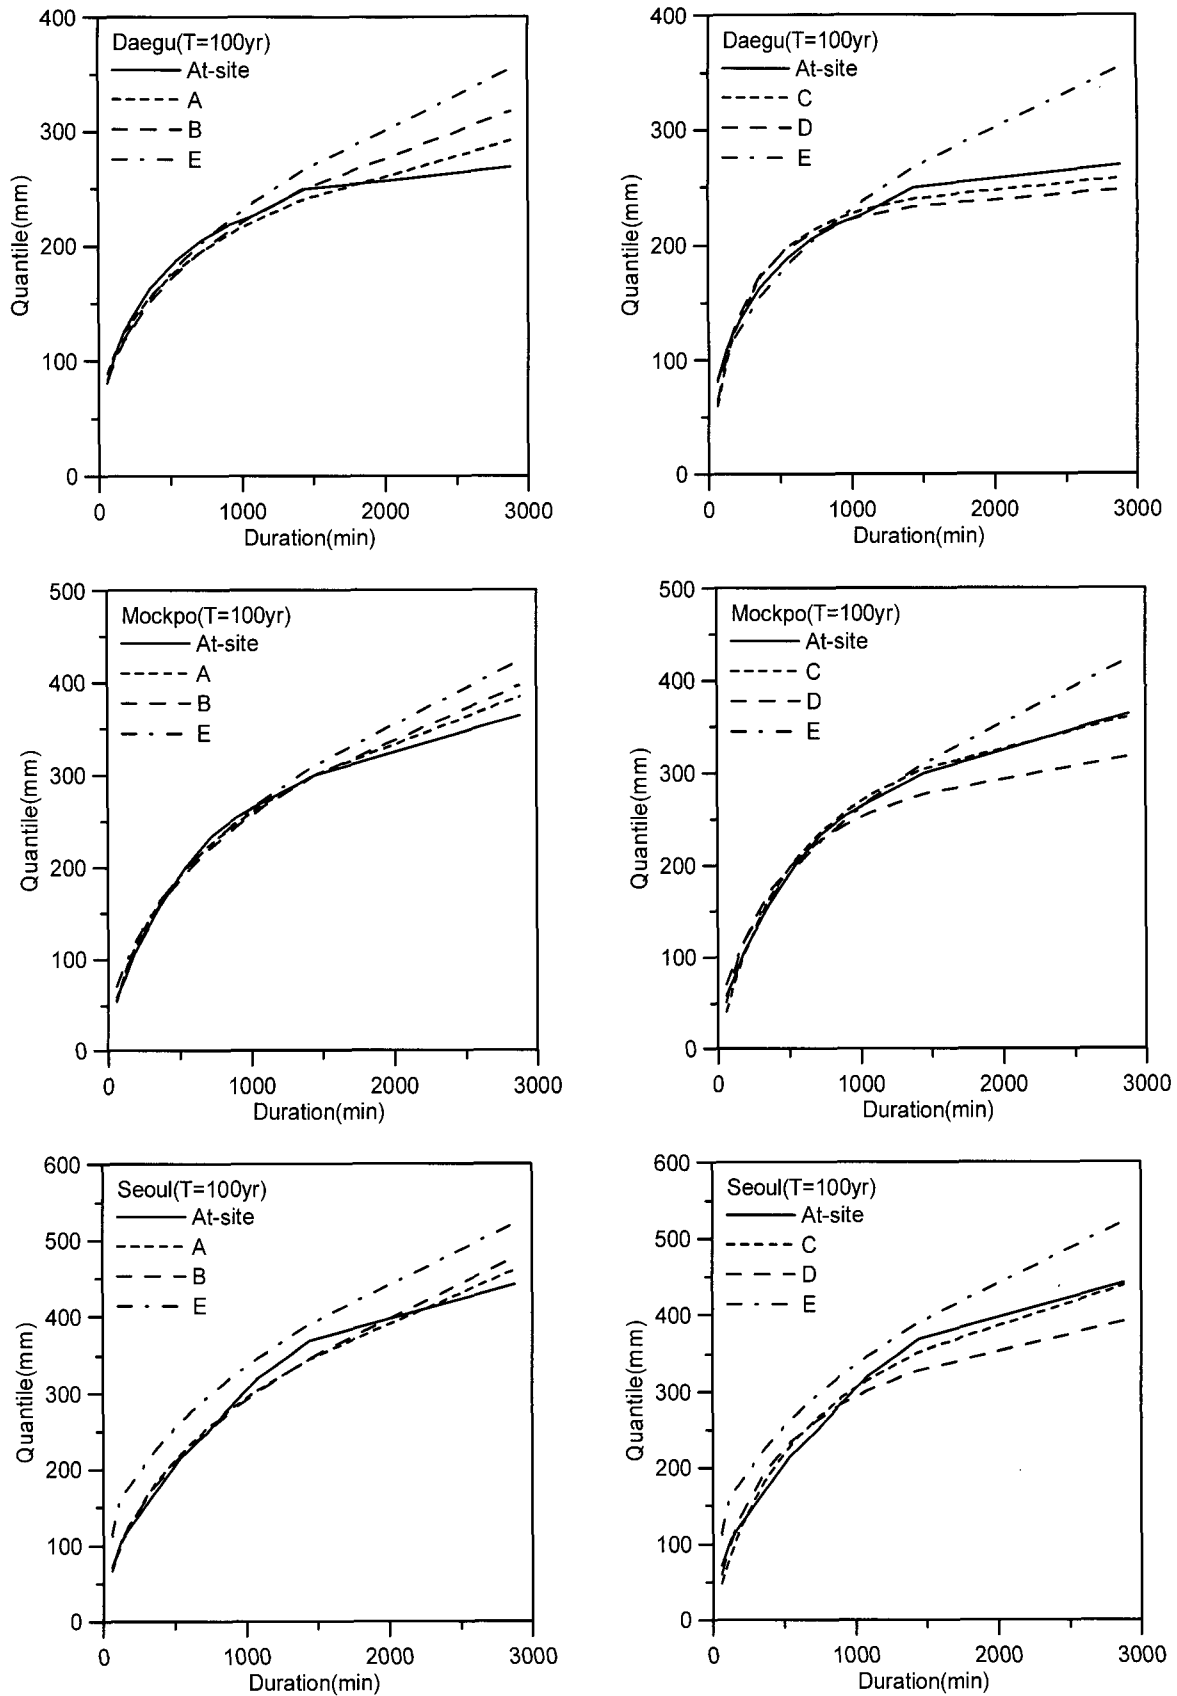 400
300
200
100
0
Quantile(mm)
Daegu(T=100yr)
At-site
A
B
E
0 1000 2000 3000
Duration(min)
400
300
200
100
0
Quantile(mm)
Daegu(T=100yr)
At-site
C
D
E
0 1000 2000 3000
Duration(min)
500
400
300
200
100
0
Quantile(mm)
Mockpo(T=100yr)
At-site
A
B
E
0 1000 2000 3000
Duration(min)
500
400
300
200
100
0
Quantile(mm)
Mockpo(T=100yr)
At-site
C
D
E
0 1000 2000 3000
Duration(min)
600
500
400
300
200
100
0
Quantile(mm)
Seoul(T=100yr)
At-site
A
B
E
0 1000 2000 3000
Duration(min)
600
500
400
300
200
100
0
Quantile(mm)
Seoul(T=100yr)
At-site
C
D
E
0 1000 2000 3000
Duration(min)